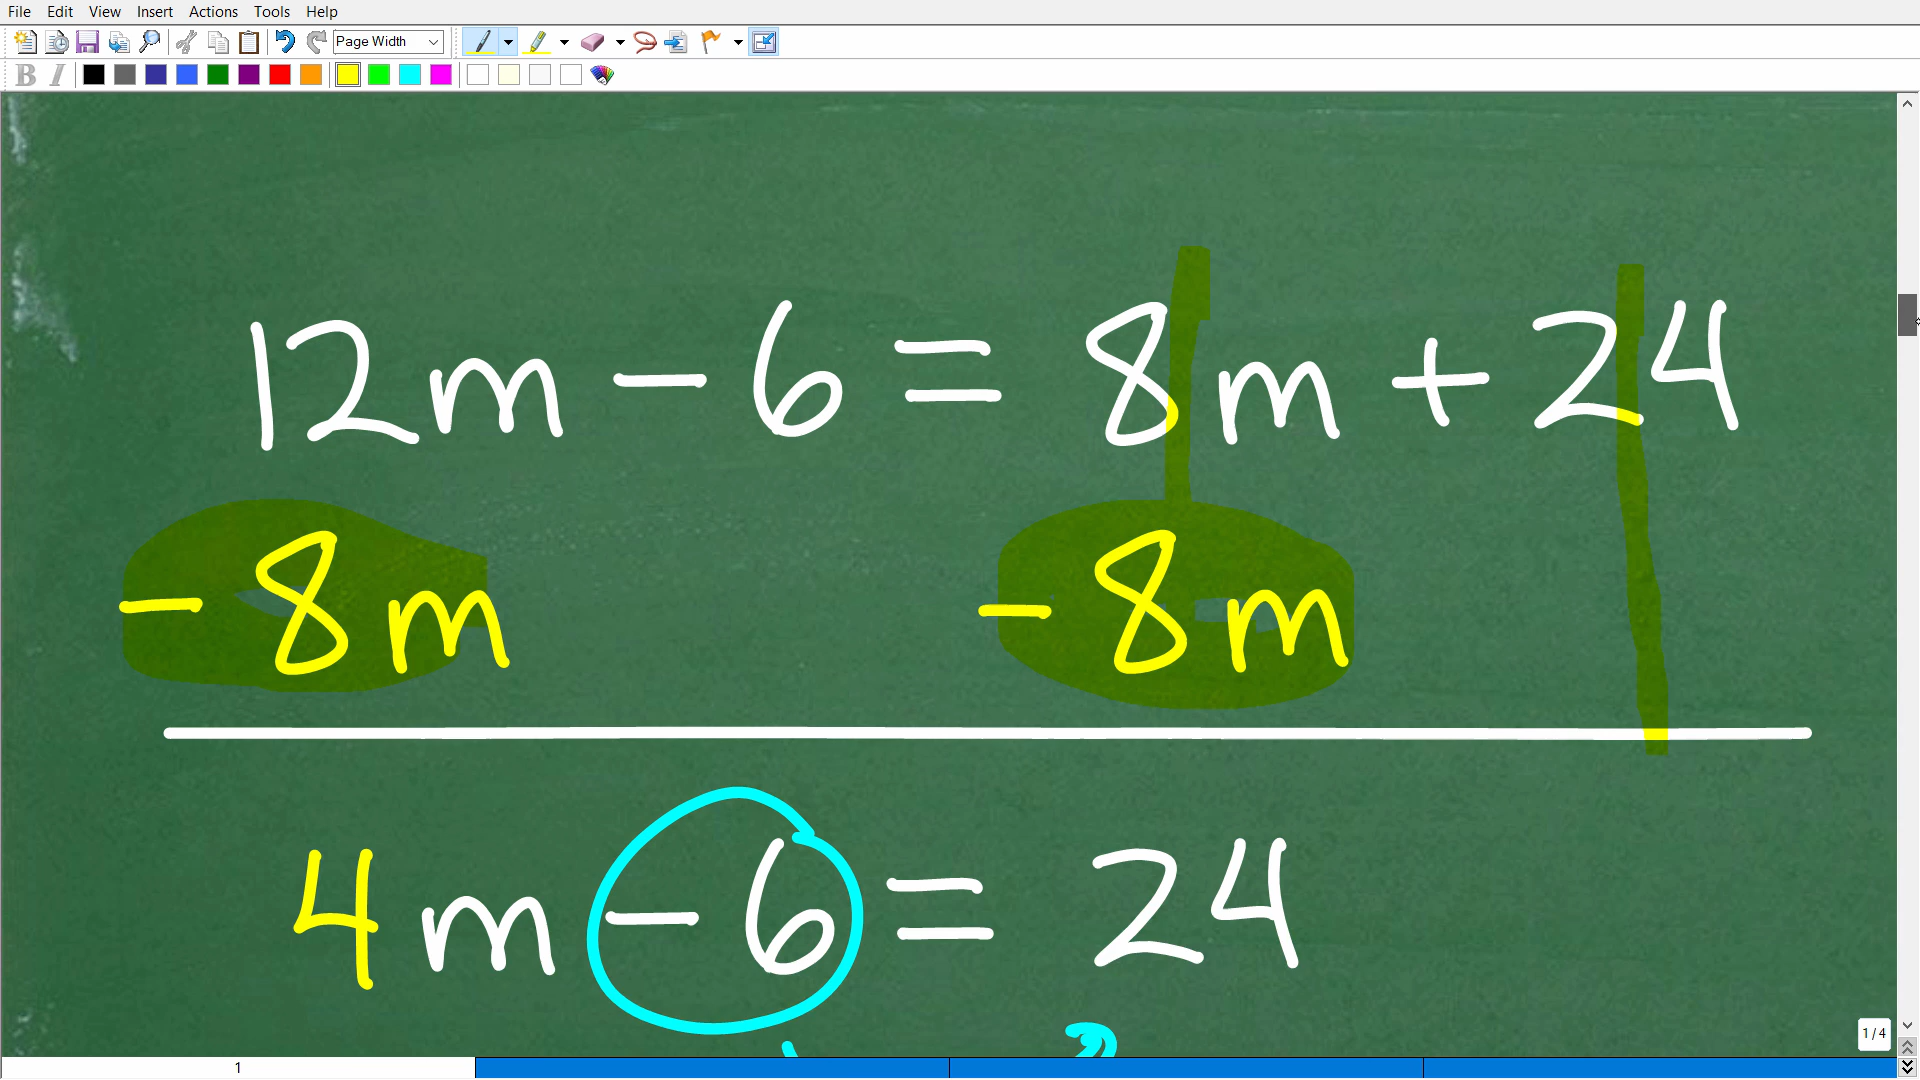 File Edit View Insert Actions Tools Help
Page Width
B I
12m - 6 = 8m + 24
- 8m - 8m
4m - 6 = 24
1 / 4
1